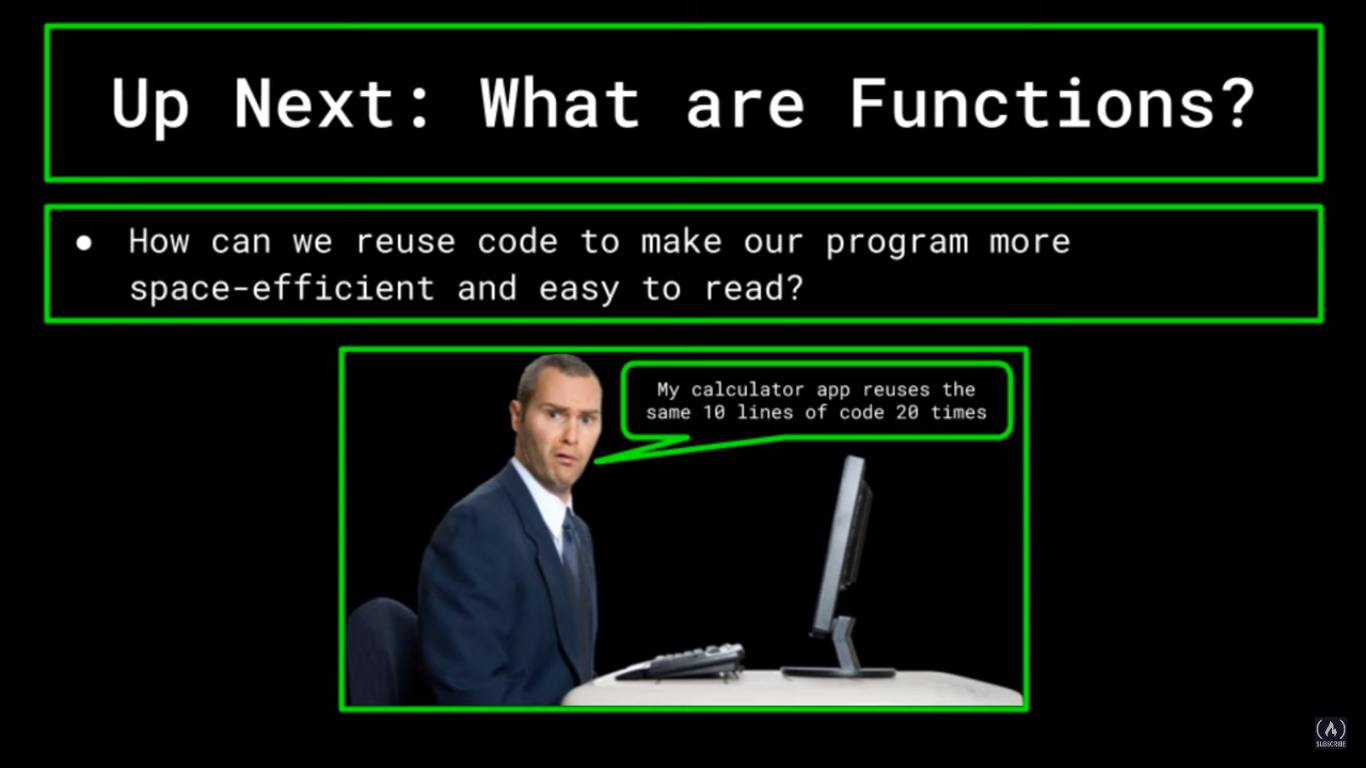 Up Next: What are Functions?
● How can we reuse code to make our program more
space-efficient and easy to read?
My calculator app reuses the
same 10 lines of code 20 times
SUBSCRIBE